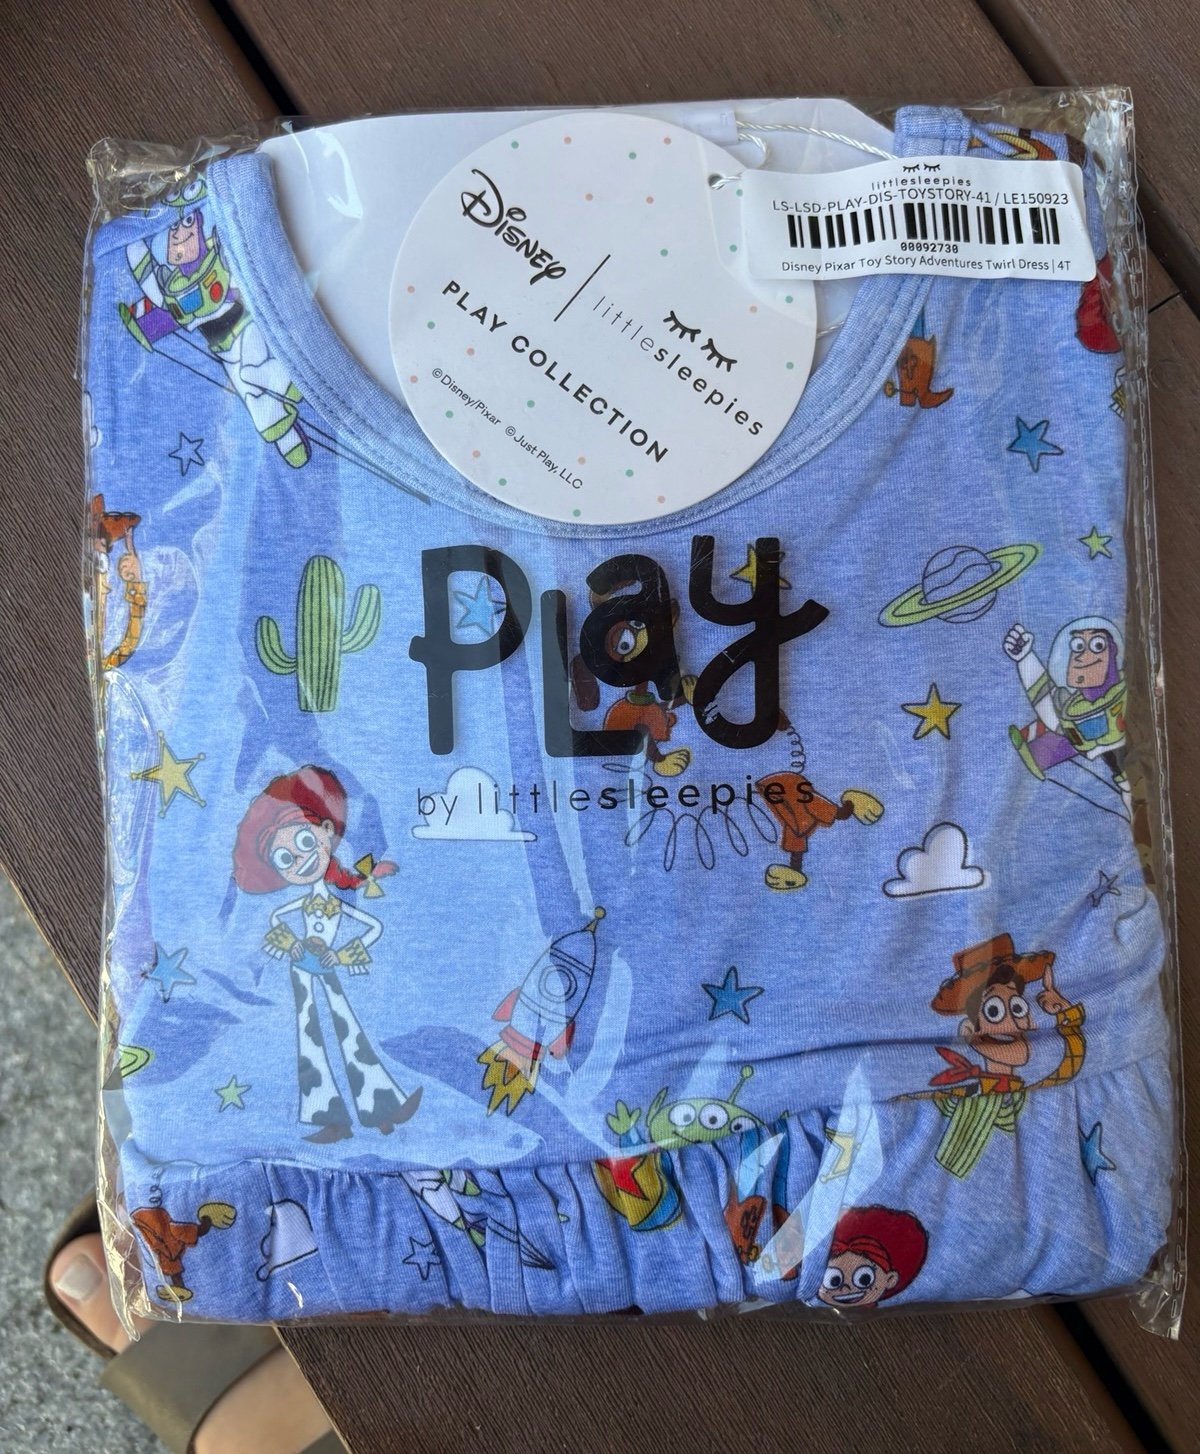 littlesleepies
LS-LSD-PLAY-DIS-TOYSTORY-41 / LE150923
00092730
Disney Pixar Toy Story Adventures Twirl Dress | 4T
Disney | littlesleepies
PLAY COLLECTION
©Disney/Pixar ©Just Play, LLC
PLay
by littlesleepies